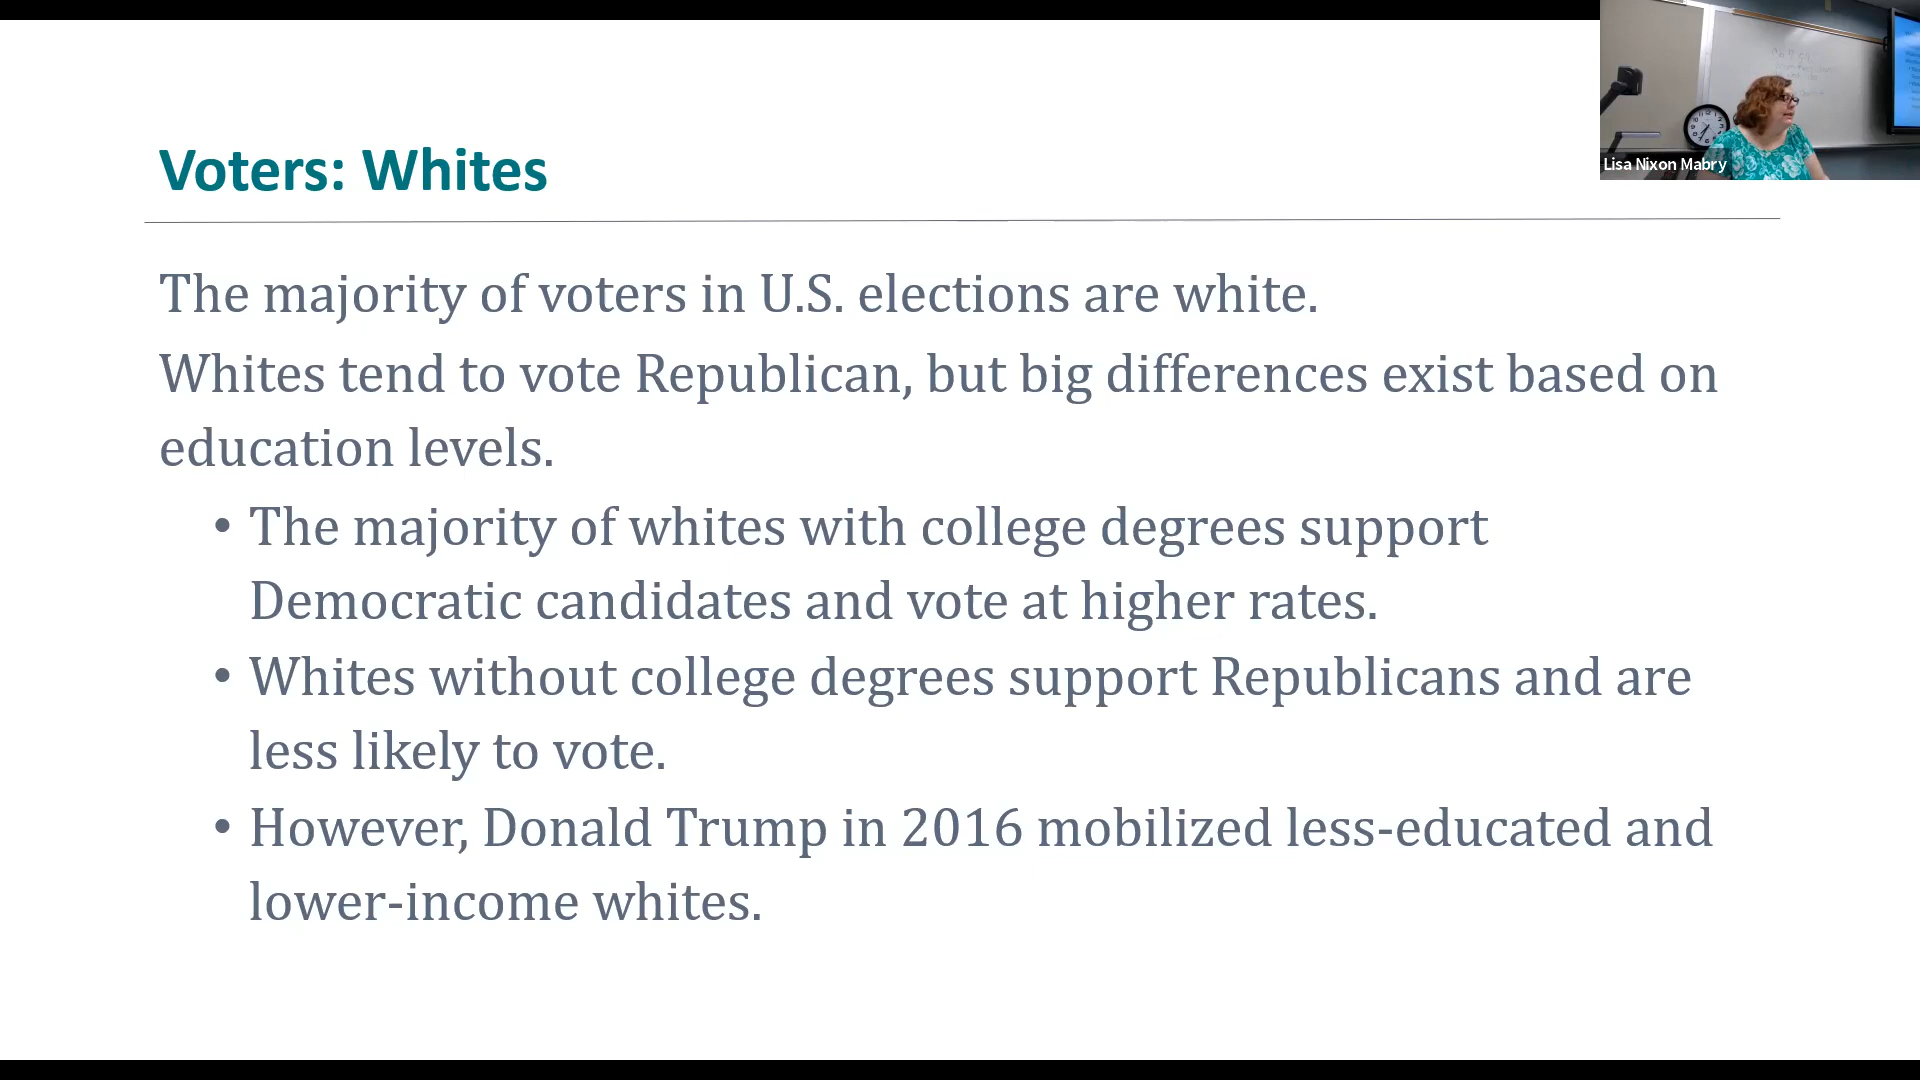 Voters: Whites
Lisa Nixon Mabry
The majority of voters in U.S. elections are white.
Whites tend to vote Republican, but big differences exist based on
education levels.
• The majority of whites with college degrees support
Democratic candidates and vote at higher rates.
• Whites without college degrees support Republicans and are
less likely to vote.
• However, Donald Trump in 2016 mobilized less-educated and
lower-income whites.